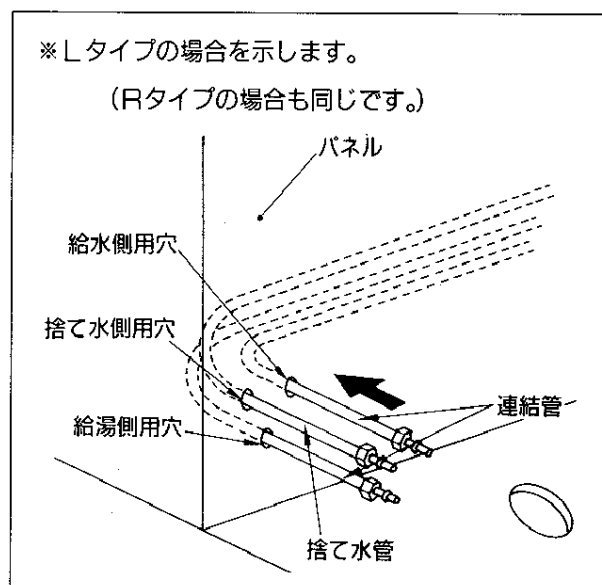 ※Lタイプの場合を示します。
(Rタイプの場合も同じです。)
パネル
給水側用穴
捨て水側用穴
連結管
給湯側用穴
捨て水管